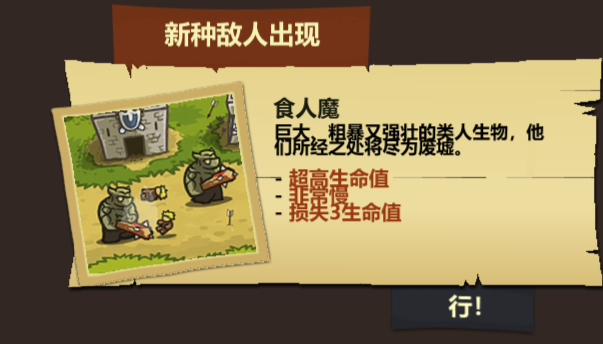 新种敌人出现
食人魔
巨大、粗暴又强壮的类人生物，他
们所经之处将尽为废墟。
- 超高生命值
- 非常慢
- 损失3生命值
行!